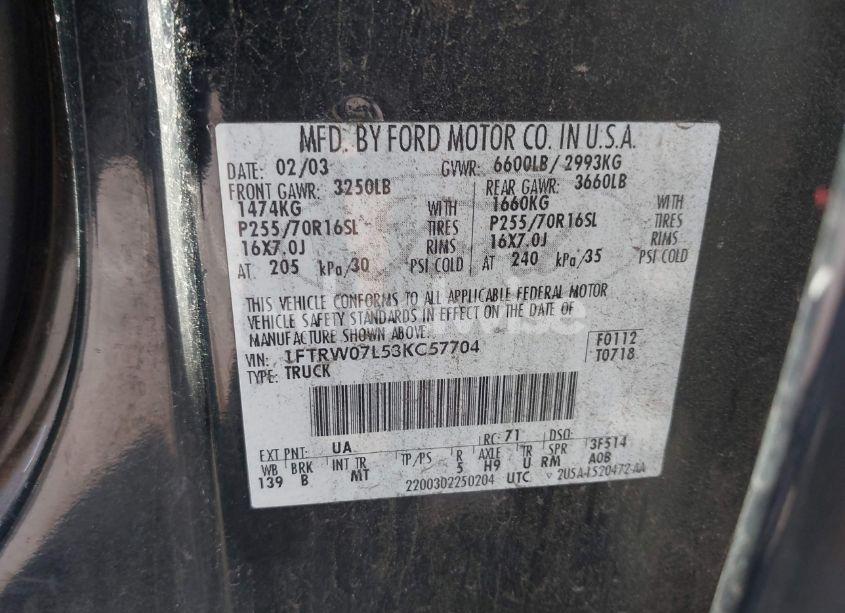 MFD. BY FORD MOTOR CO. IN U.S.A.
DATE: 02/03 GVWR: 6600LB/2993KG
FRONT GAWR: 3250LB REAR GAWR: 3660LB
1474KG WITH 1660KG WITH
P255/70R16SL TIRES P255/70R16SL TIRES
16X7.0J RIMS 16X7.0J RIMS
AT 205 kPa/30 PSI COLD AT 240 kPa/35 PSI COLD
THIS VEHICLE CONFORMS TO ALL APPLICABLE FEDERAL MOTOR
VEHICLE SAFETY STANDARDS IN EFFECT ON THE DATE OF
MANUFACTURE SHOWN ABOVE.
VIN: 1FTRW07L53KC57704 F0112
TYPE: TRUCK T0718
EXT PNT: UA RC: 71 DSO:
WB BRK INT TR TP/PS R AXLE TR SPR 3F514
139 B MT 5 H9 U RM A0B
2200302250204 UTC